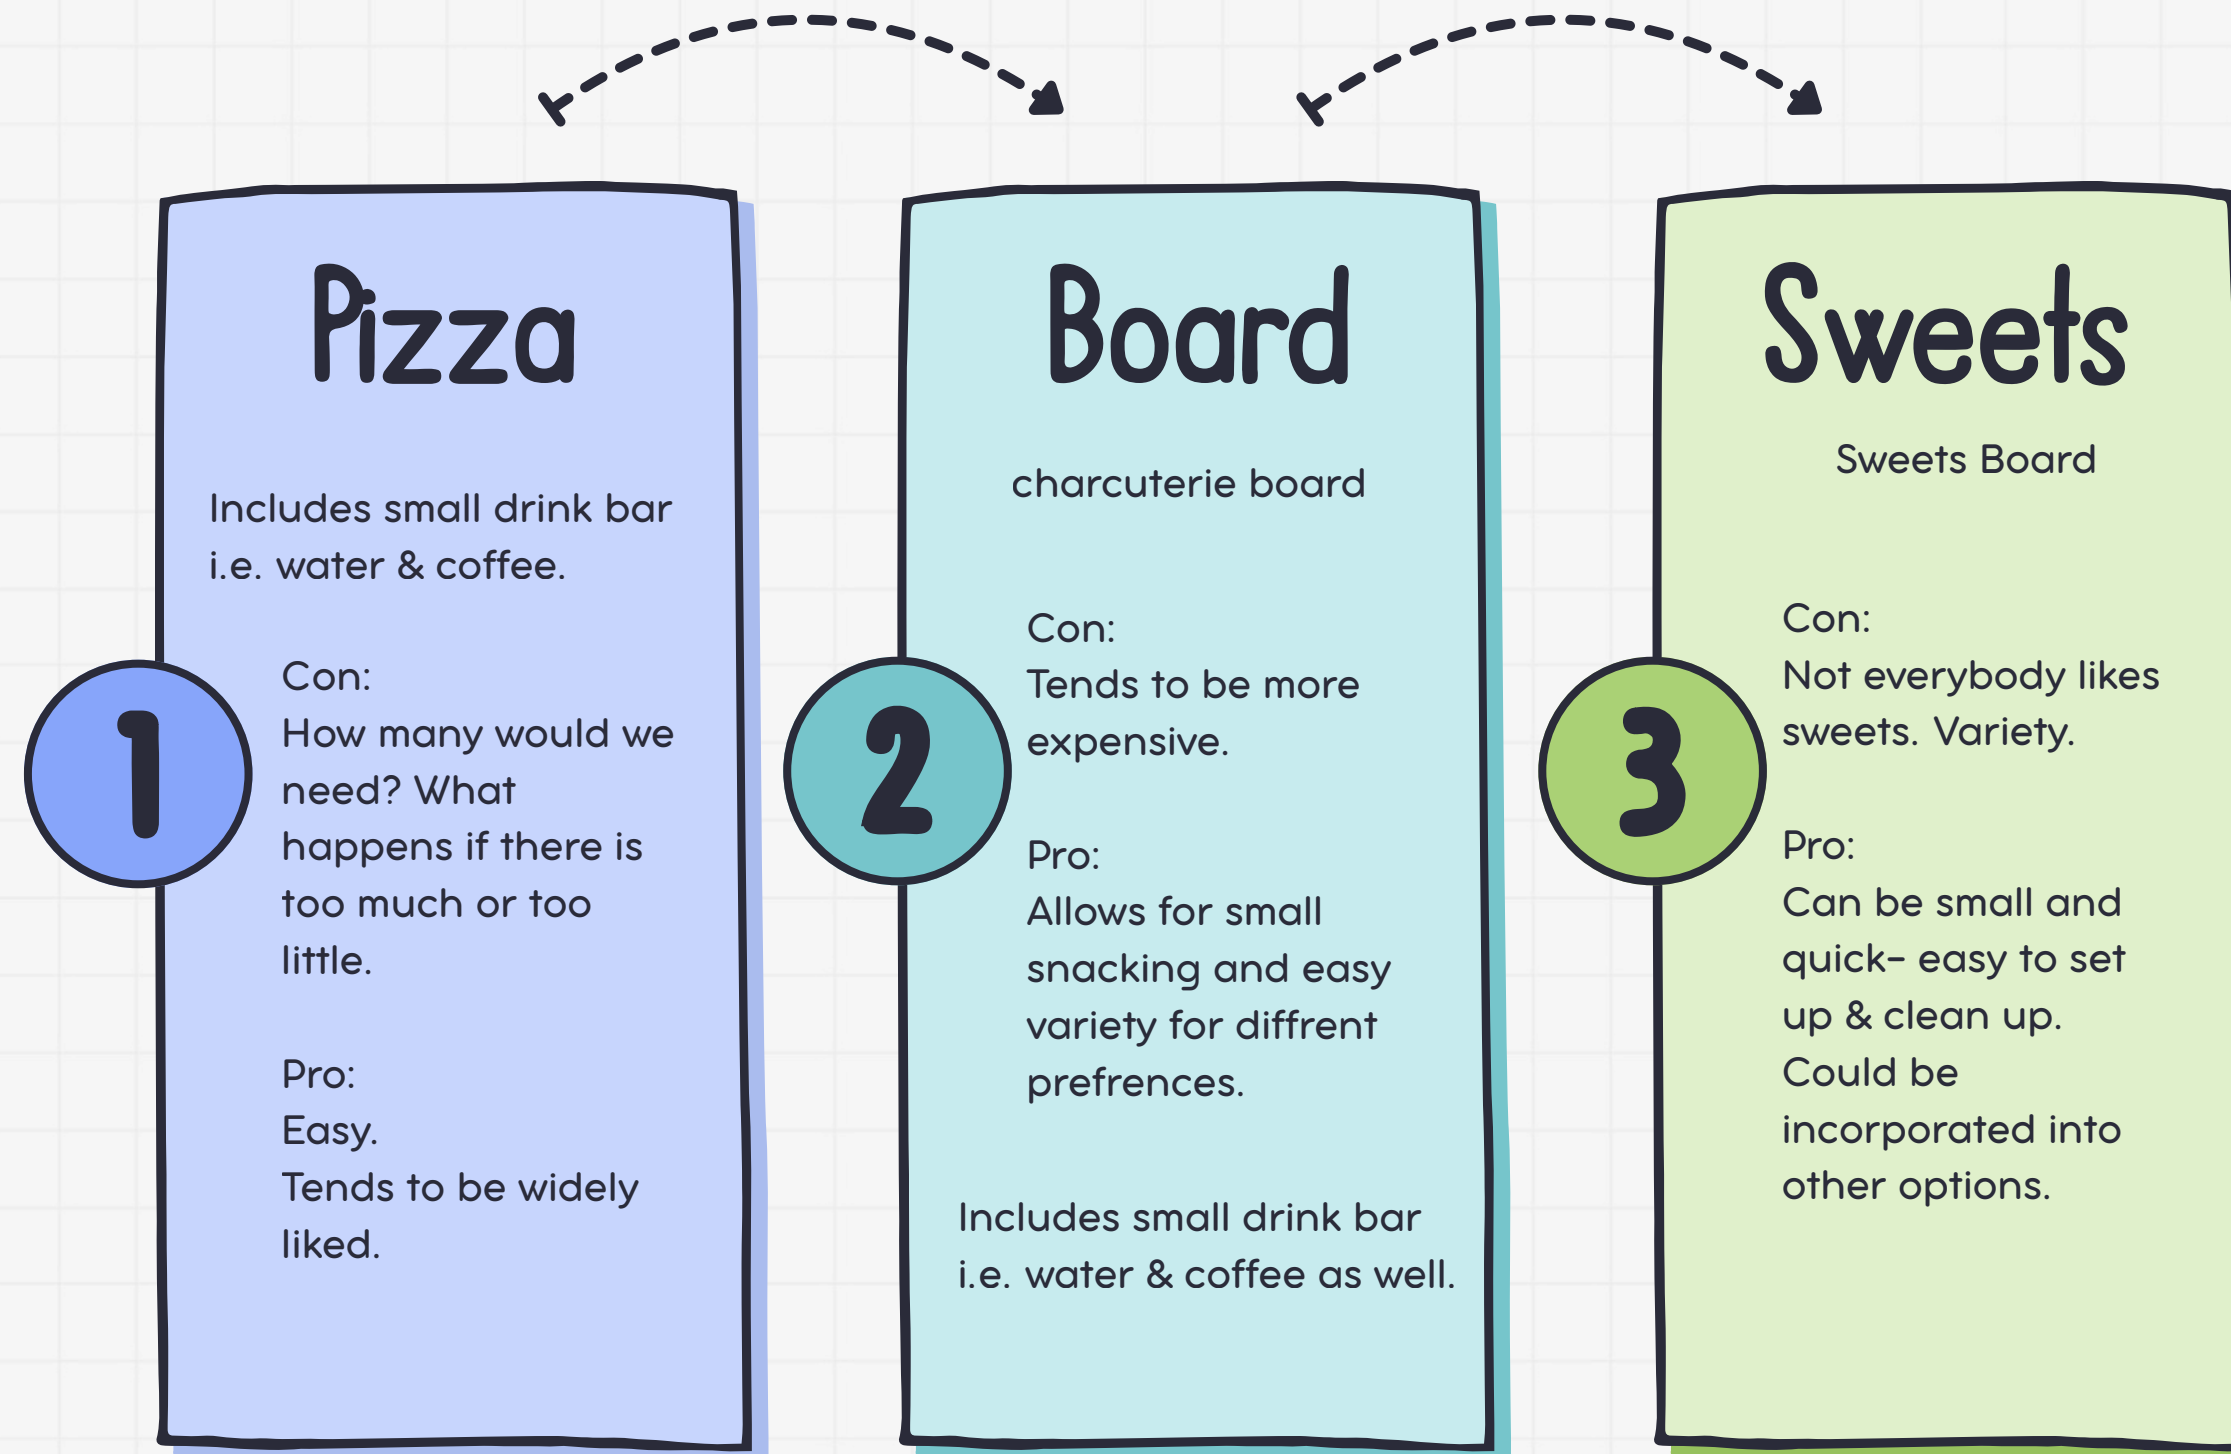 Pizza
Includes small drink bar
i.e. water & coffee.
1
Con:
How many would we
need? What
happens if there is
too much or too
little.
Pro:
Easy.
Tends to be widely
liked.
Board
charcuterie board
2
Con:
Tends to be more
expensive.
Pro:
Allows for small
snacking and easy
variety for diffrent
prefrences.
Includes small drink bar
i.e. water & coffee as well.
Sweets
Sweets Board
3
Con:
Not everybody likes
sweets. Variety.
Pro:
Can be small and
quick- easy to set
up & clean up.
Could be
incorporated into
other options.